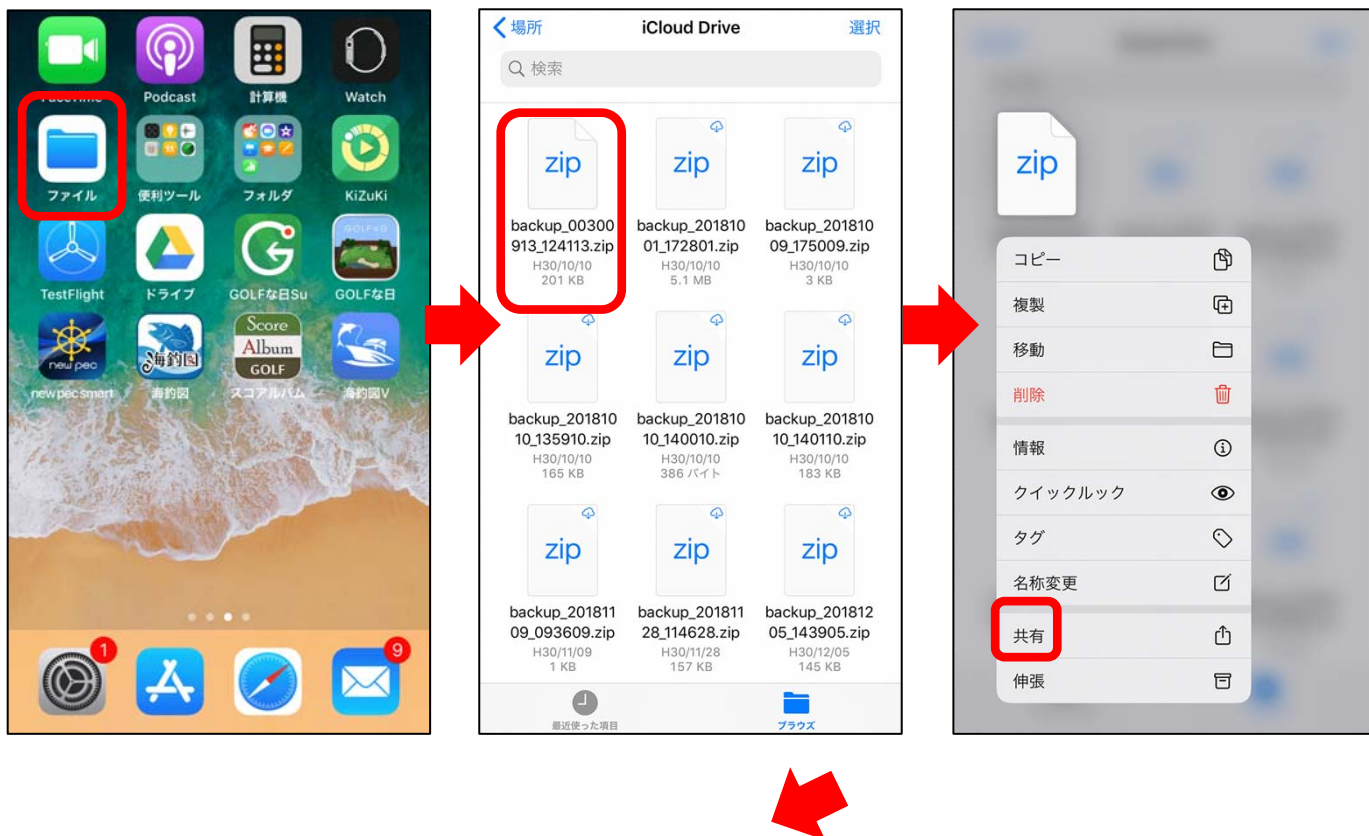 FaceTime
Podcast
計算機
Watch
ファイル
便利ツール
フォルダ
KiZuKi
GOLFな日
TestFlight
ドライブ
GOLFな日Su
GOLFな日
new pec
海釣図
Score
Album
GOLF
new pec smart
海釣図
スコアルバム
海釣図V
1
9
場所
iCloud Drive
選択
検索
zip
zip
zip
backup_00300
913_124113.zip
H30/10/10
201 KB
backup_201810
01_172801.zip
H30/10/10
5.1 MB
backup_201810
09_175009.zip
H30/10/10
3 KB
zip
zip
zip
backup_201810
10_135910.zip
H30/10/10
165 KB
backup_201810
10_140010.zip
H30/10/10
386 バイト
backup_201810
10_140110.zip
H30/10/10
183 KB
zip
zip
zip
backup_201811
09_093609.zip
H30/11/09
1 KB
backup_201811
28_114628.zip
H30/11/28
157 KB
backup_201812
05_143905.zip
H30/12/05
145 KB
最近使った項目
ブラウズ
zip
コピー
複製
移動
削除
情報
クイックルック
タグ
名称変更
共有
伸張